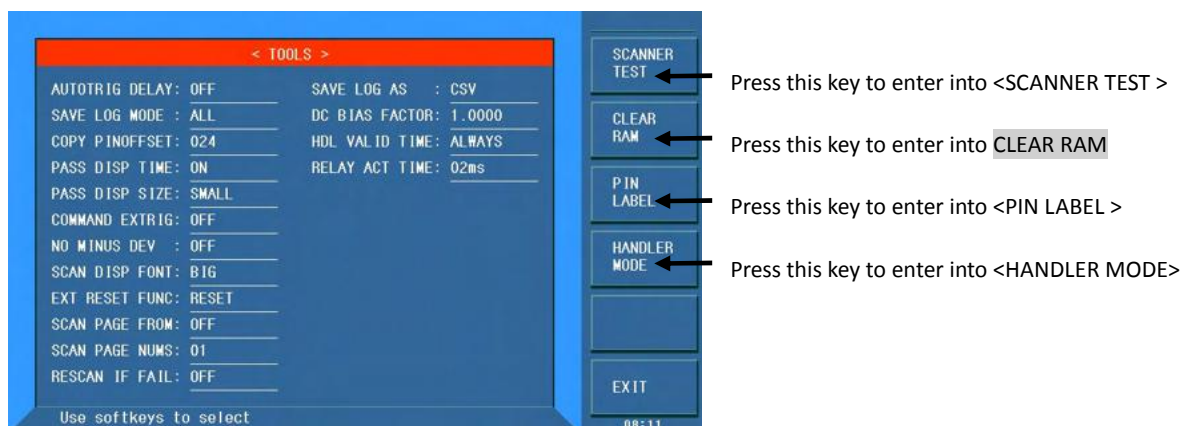 < TOOLS >
AUTOTRIG DELAY: OFF
SAVE LOG MODE : ALL
COPY PINOFFSET: 024
PASS DISP TIME: ON
PASS DISP SIZE: SMALL
COMMAND EXTRIG: OFF
NO MINUS DEV : OFF
SCAN DISP FONT: BIG
EXT RESET FUNC: RESET
SCAN PAGE FROM: OFF
SCAN PAGE NUMS: 01
RESCAN IF FAIL: OFF
SAVE LOG AS : CSV
DC BIAS FACTOR: 1.0000
HDL VALID TIME: ALWAYS
RELAY ACT TIME: 02ms
Use softkeys to select
SCANNER
TEST
CLEAR
RAM
PIN
LABEL
HANDLER
MODE
EXIT
08:11
Press this key to enter into <SCANNER TEST >
Press this key to enter into CLEAR RAM
Press this key to enter into <PIN LABEL >
Press this key to enter into <HANDLER MODE>